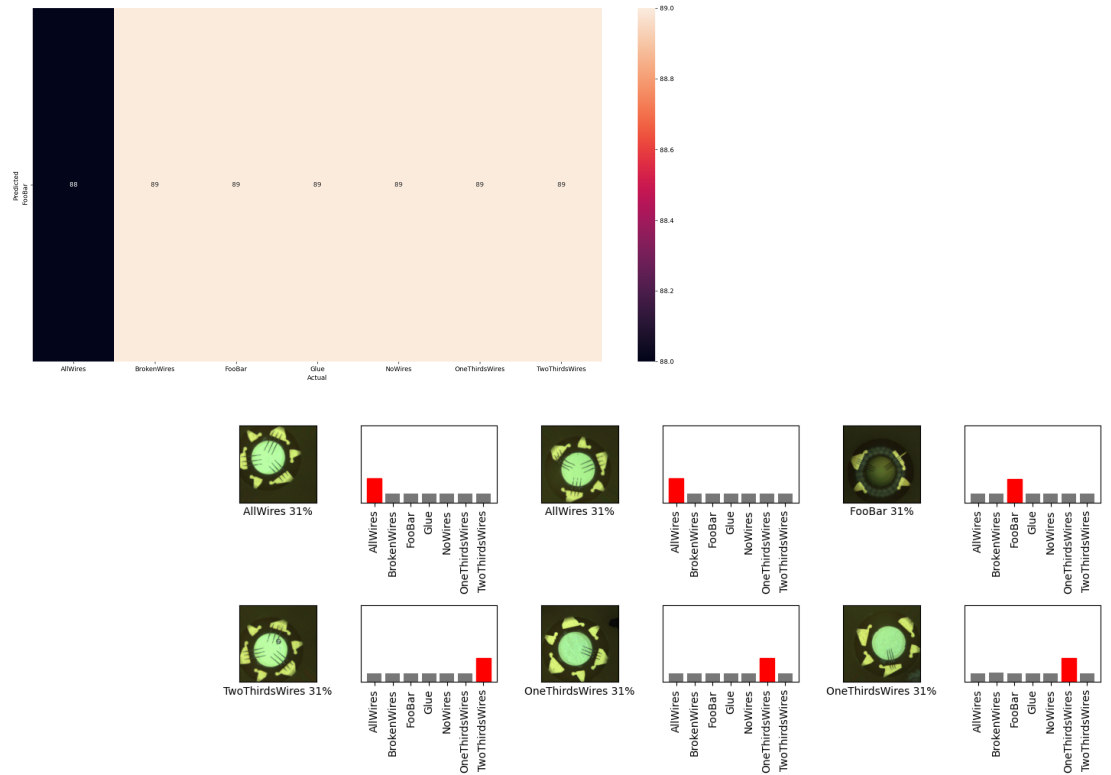 89.0
88.8
88.6
88.4
88.2
88.0
Predicted
FooBar
88 89 89 89 89 89 89
AllWires BrokenWires FooBar Glue NoWires OneThirdsWires TwoThirdsWires
Actual
AllWires 31%
AllWires
BrokenWires
FooBar
Glue
NoWires
OneThirdsWires
TwoThirdsWires
AllWires 31%
AllWires
BrokenWires
FooBar
Glue
NoWires
OneThirdsWires
TwoThirdsWires
FooBar 31%
AllWires
BrokenWires
FooBar
Glue
NoWires
OneThirdsWires
TwoThirdsWires
TwoThirdsWires 31%
AllWires
BrokenWires
FooBar
Glue
NoWires
OneThirdsWires
TwoThirdsWires
OneThirdsWires 31%
AllWires
BrokenWires
FooBar
Glue
NoWires
OneThirdsWires
TwoThirdsWires
OneThirdsWires 31%
AllWires
BrokenWires
FooBar
Glue
NoWires
OneThirdsWires
TwoThirdsWires